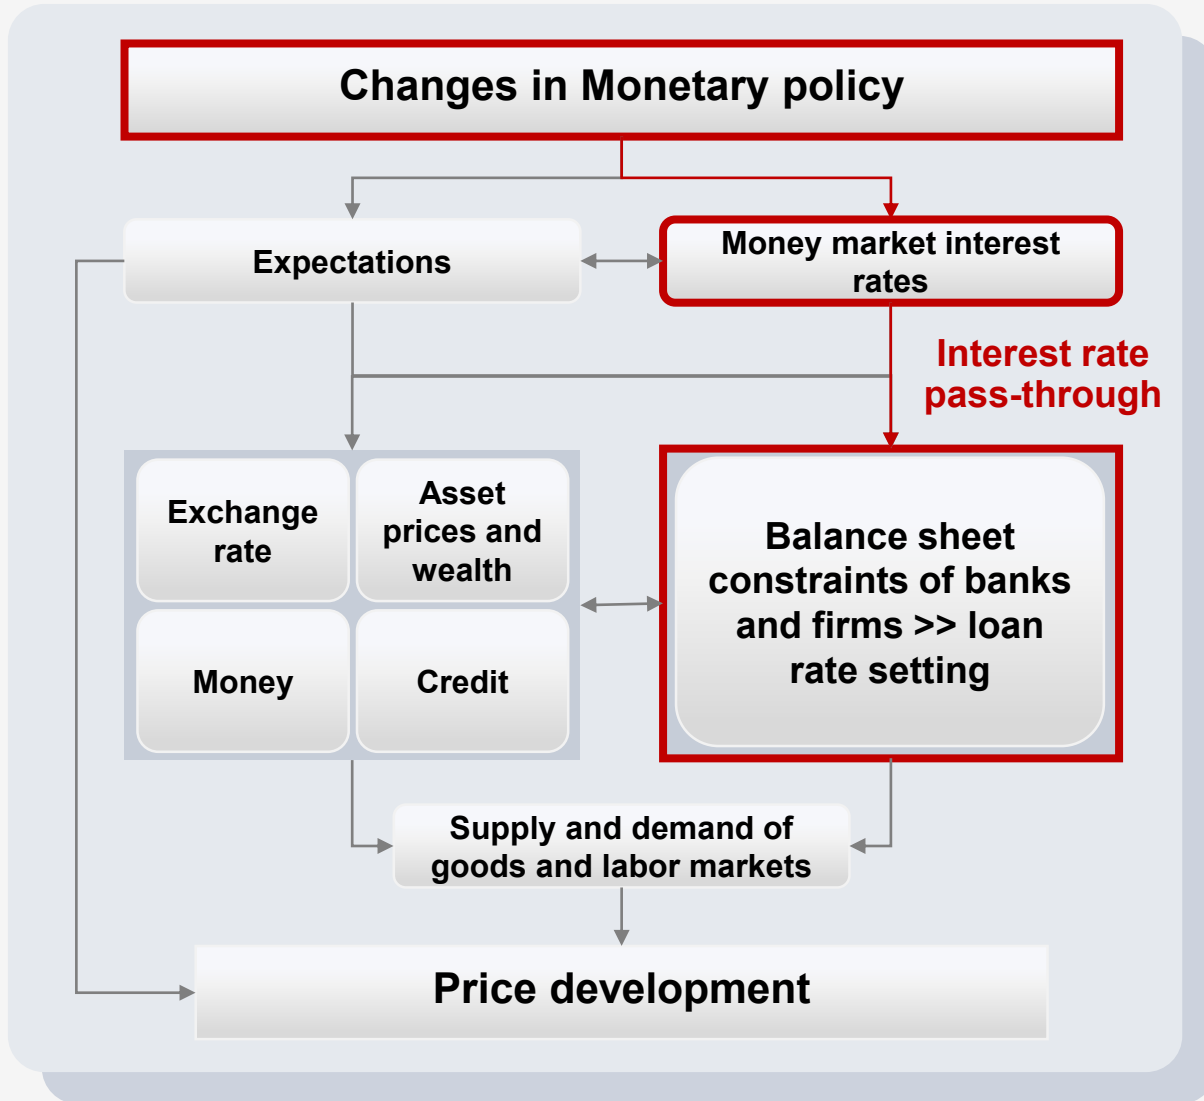 Changes in Monetary policy
Expectations
Money market interest
rates
Interest rate
pass-through
Exchange
rate
Asset
prices and
wealth
Money
Credit
Balance sheet
constraints of banks
and firms >> loan
rate setting
Supply and demand of
goods and labor markets
Price development